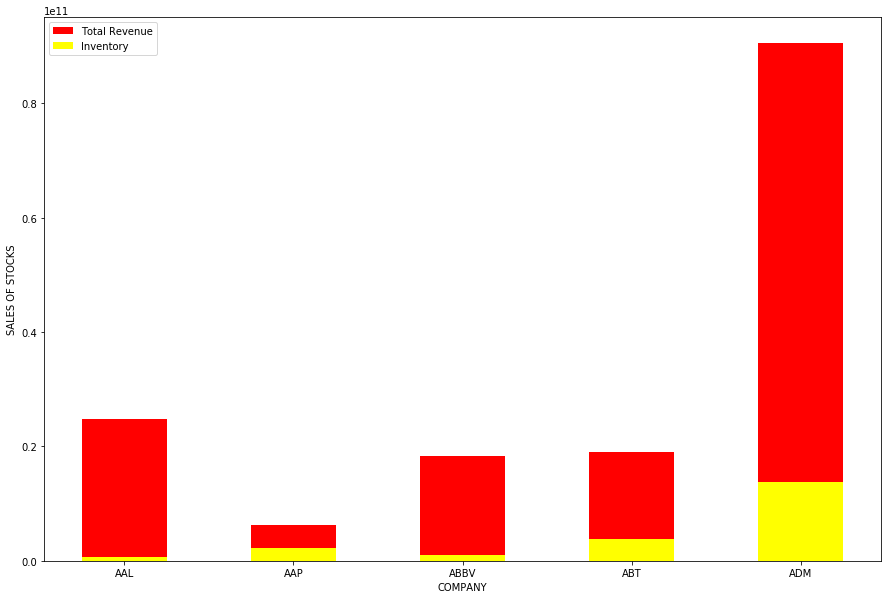 1e11
Total Revenue
Inventory
0.8
0.6
0.4
0.2
0.0
SALES OF STOCKS
AAL AAP ABBV ABT ADM
COMPANY